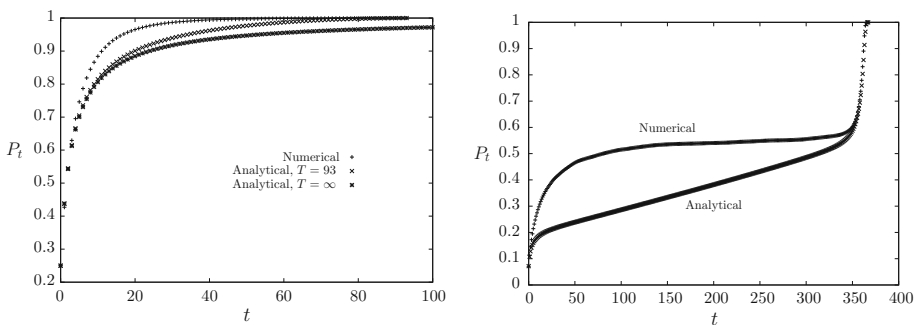 1
0.9
0.8
0.7
P_t
0.6
0.5
0.4
0.3
0.2
Numerical
Analytical, T = 93
Analytical, T = ∞
0 20 40 60 80 100
t
1
0.9
0.8
0.7
0.6
P_t
0.5
0.4
0.3
0.2
0.1
0
Numerical
Analytical
0 50 100 150 200 250 300 350 400
t